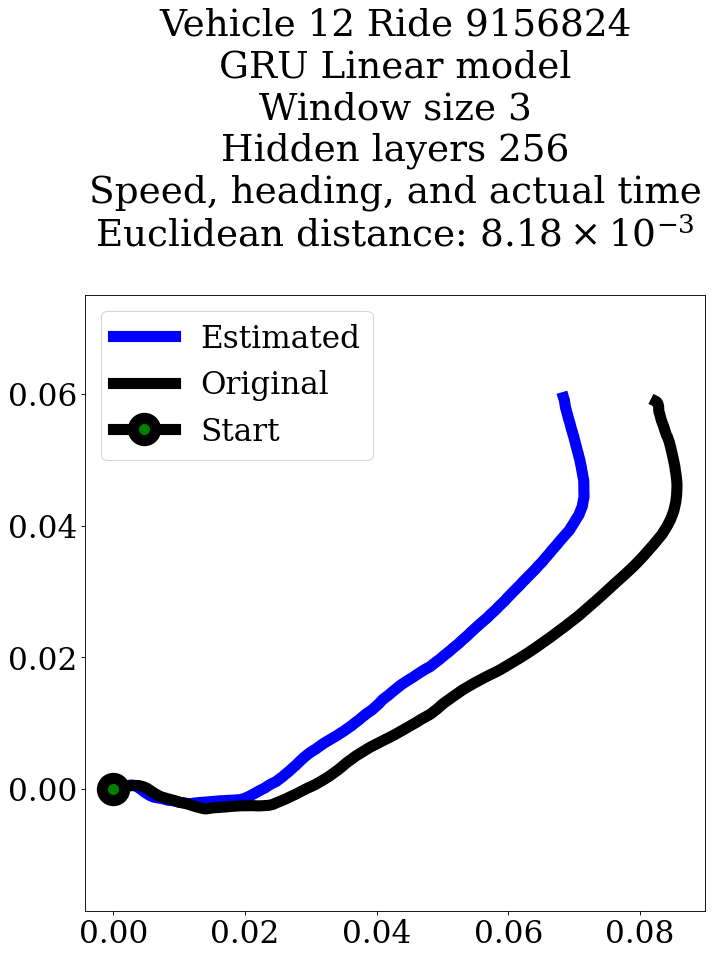 Vehicle 12 Ride 9156824
GRU Linear model
Window size 3
Hidden layers 256
Speed, heading, and actual time
Euclidean distance: 8.18 × 10⁻³
Estimated
Original
Start
0.06
0.04
0.02
0.00
0.00 0.02 0.04 0.06 0.08